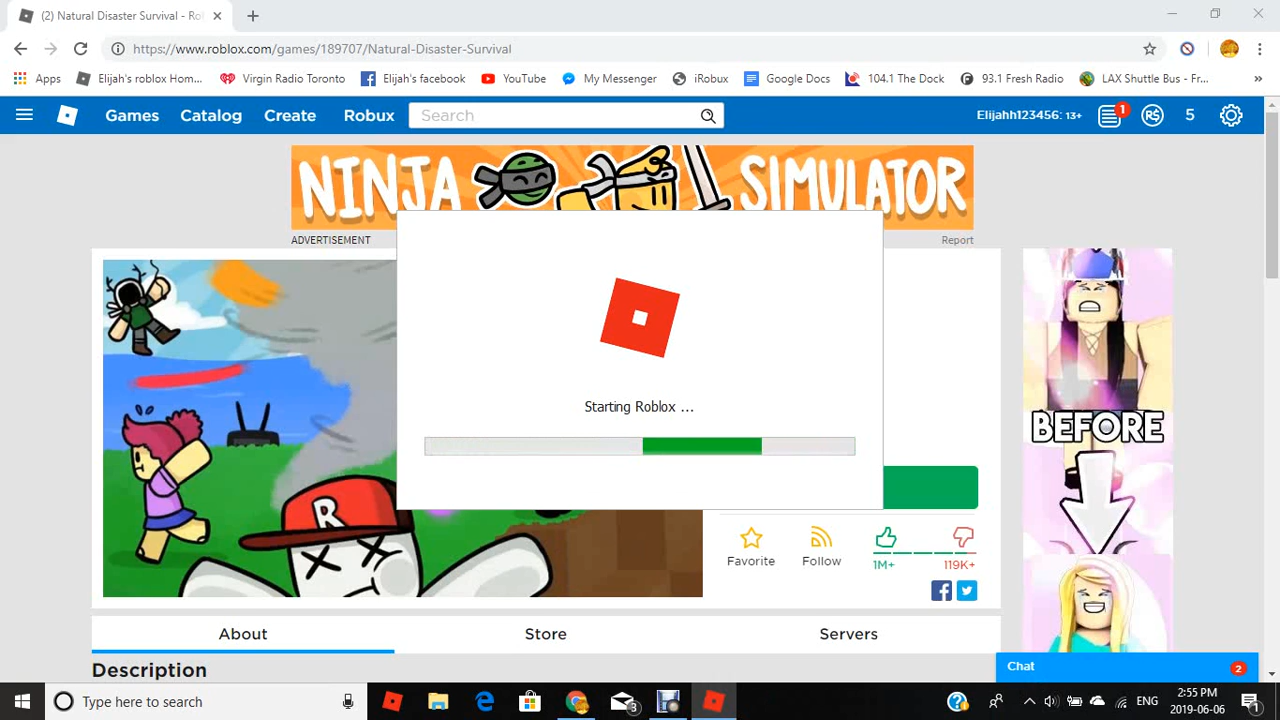 (2) Natural Disaster Survival - Ro
https://www.roblox.com/games/189707/Natural-Disaster-Survival
Apps Elijah's roblox Hom... Virgin Radio Toronto Elijah's facebook YouTube My Messenger iRobux Google Docs 104.1 The Dock 93.1 Fresh Radio LAX Shuttle Bus - Fr... »
Games Catalog Create Robux Search Elijahh123456: 13+ 1 R$ 5
NINJA SIMULATOR
ADVERTISEMENT Report
Starting Roblox ...
R
BEFORE
Favorite Follow 1M+ 119K+
About Store Servers
Description
Chat 2
Type here to search 3 ENG 2:55 PM 2019-06-06 1